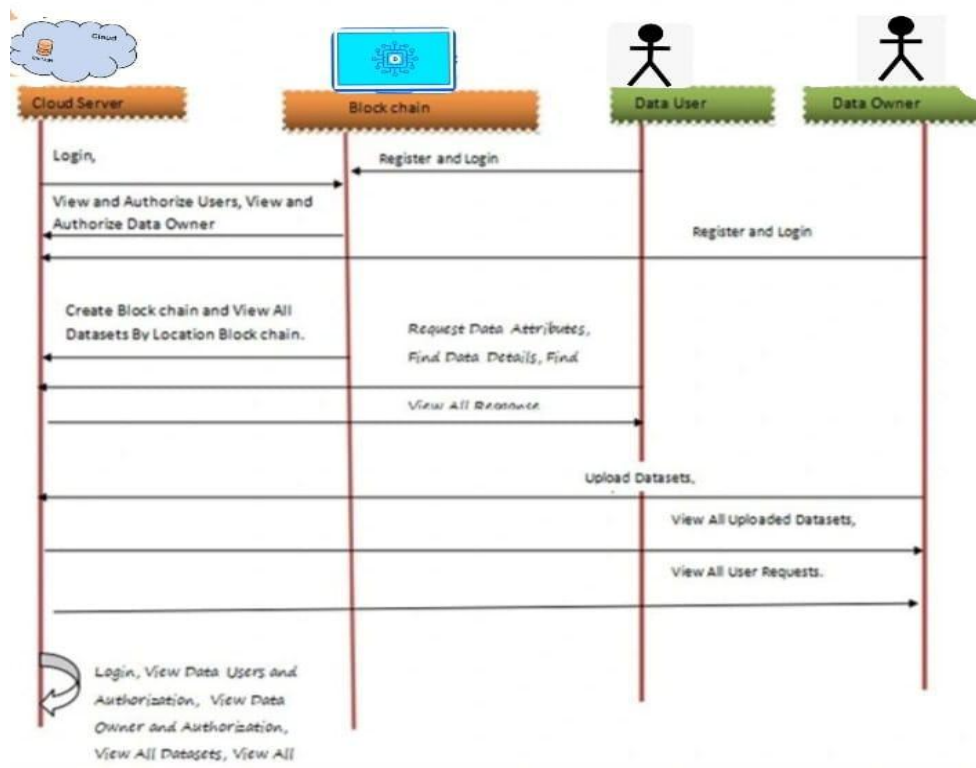 Cloud
Cloud Server
Block chain
Data User
Data Owner
Login,
Register and Login
View and Authorize Users, View and
Authorize Data Owner
Register and Login
Create Block chain and View All
Datasets By Location Block chain.
Request Data Attributes,
Find Data Details, Find
View All Response
Upload Datasets,
View All Uploaded Datasets,
View All User Requests.
Login, View Data Users and
Authorization, View Data
Owner and Authorization,
View All Datasets, View All